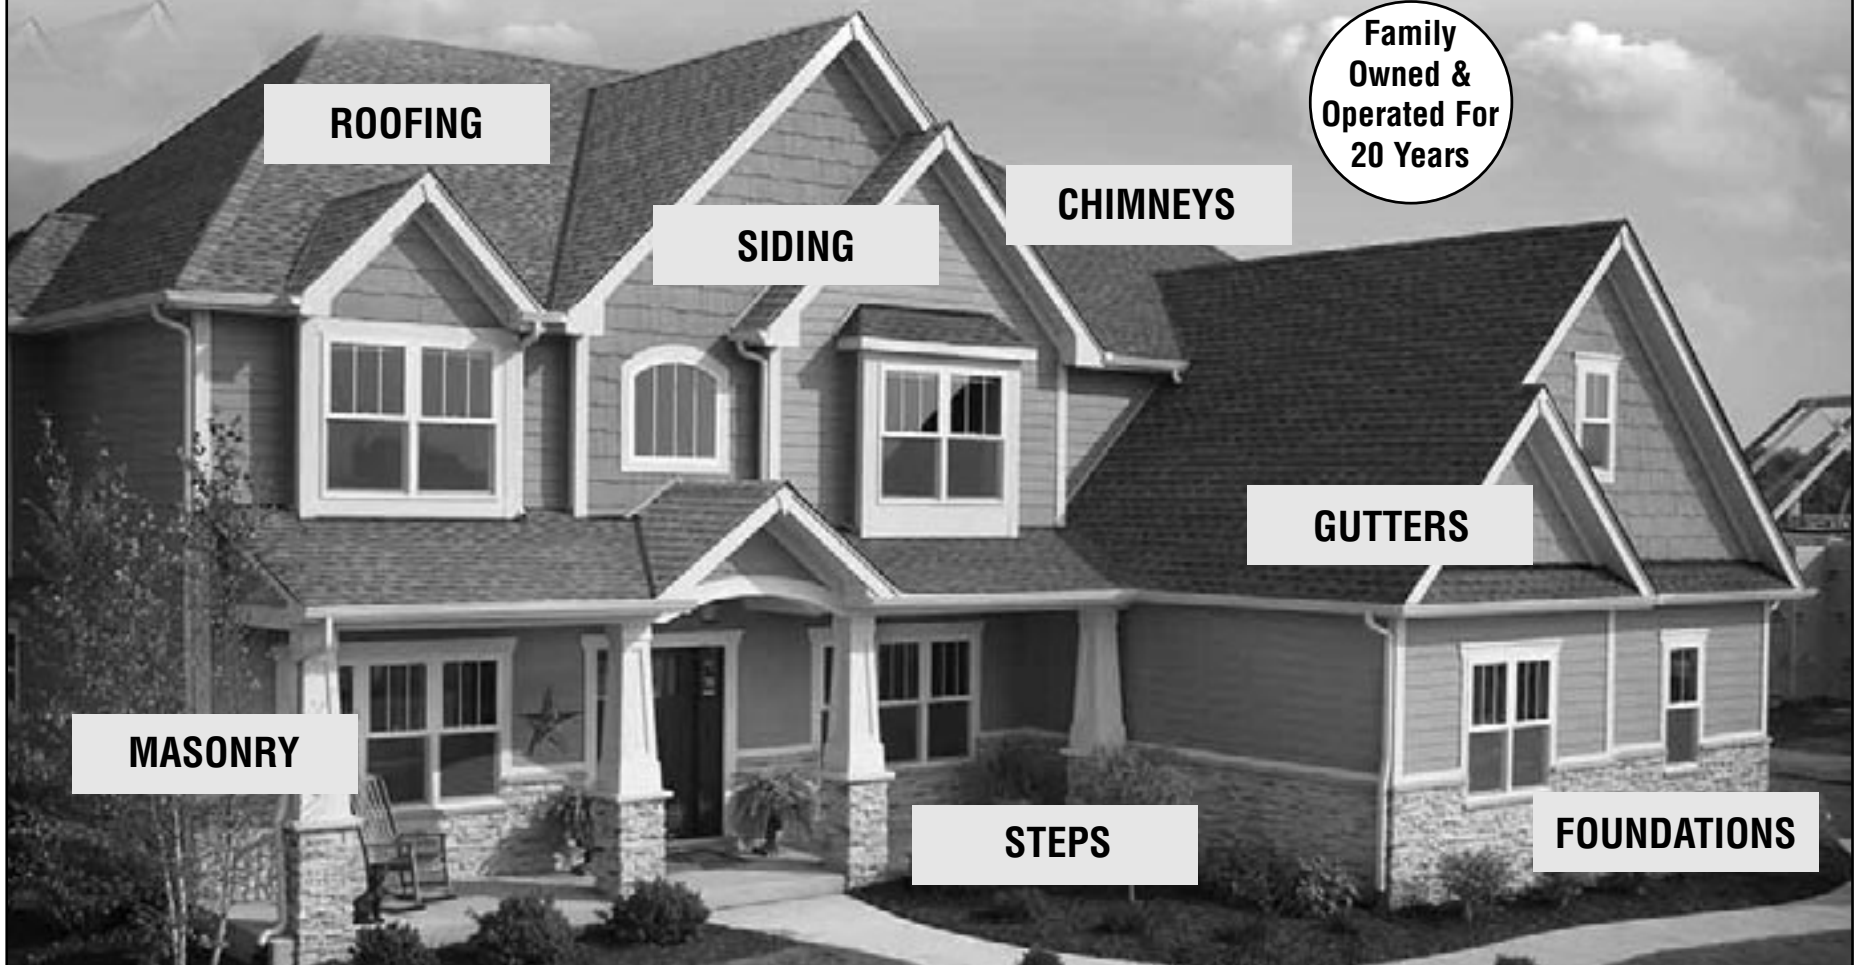 Family
Owned &
Operated For
20 Years
ROOFING
CHIMNEYS
SIDING
GUTTERS
MASONRY
STEPS
FOUNDATIONS